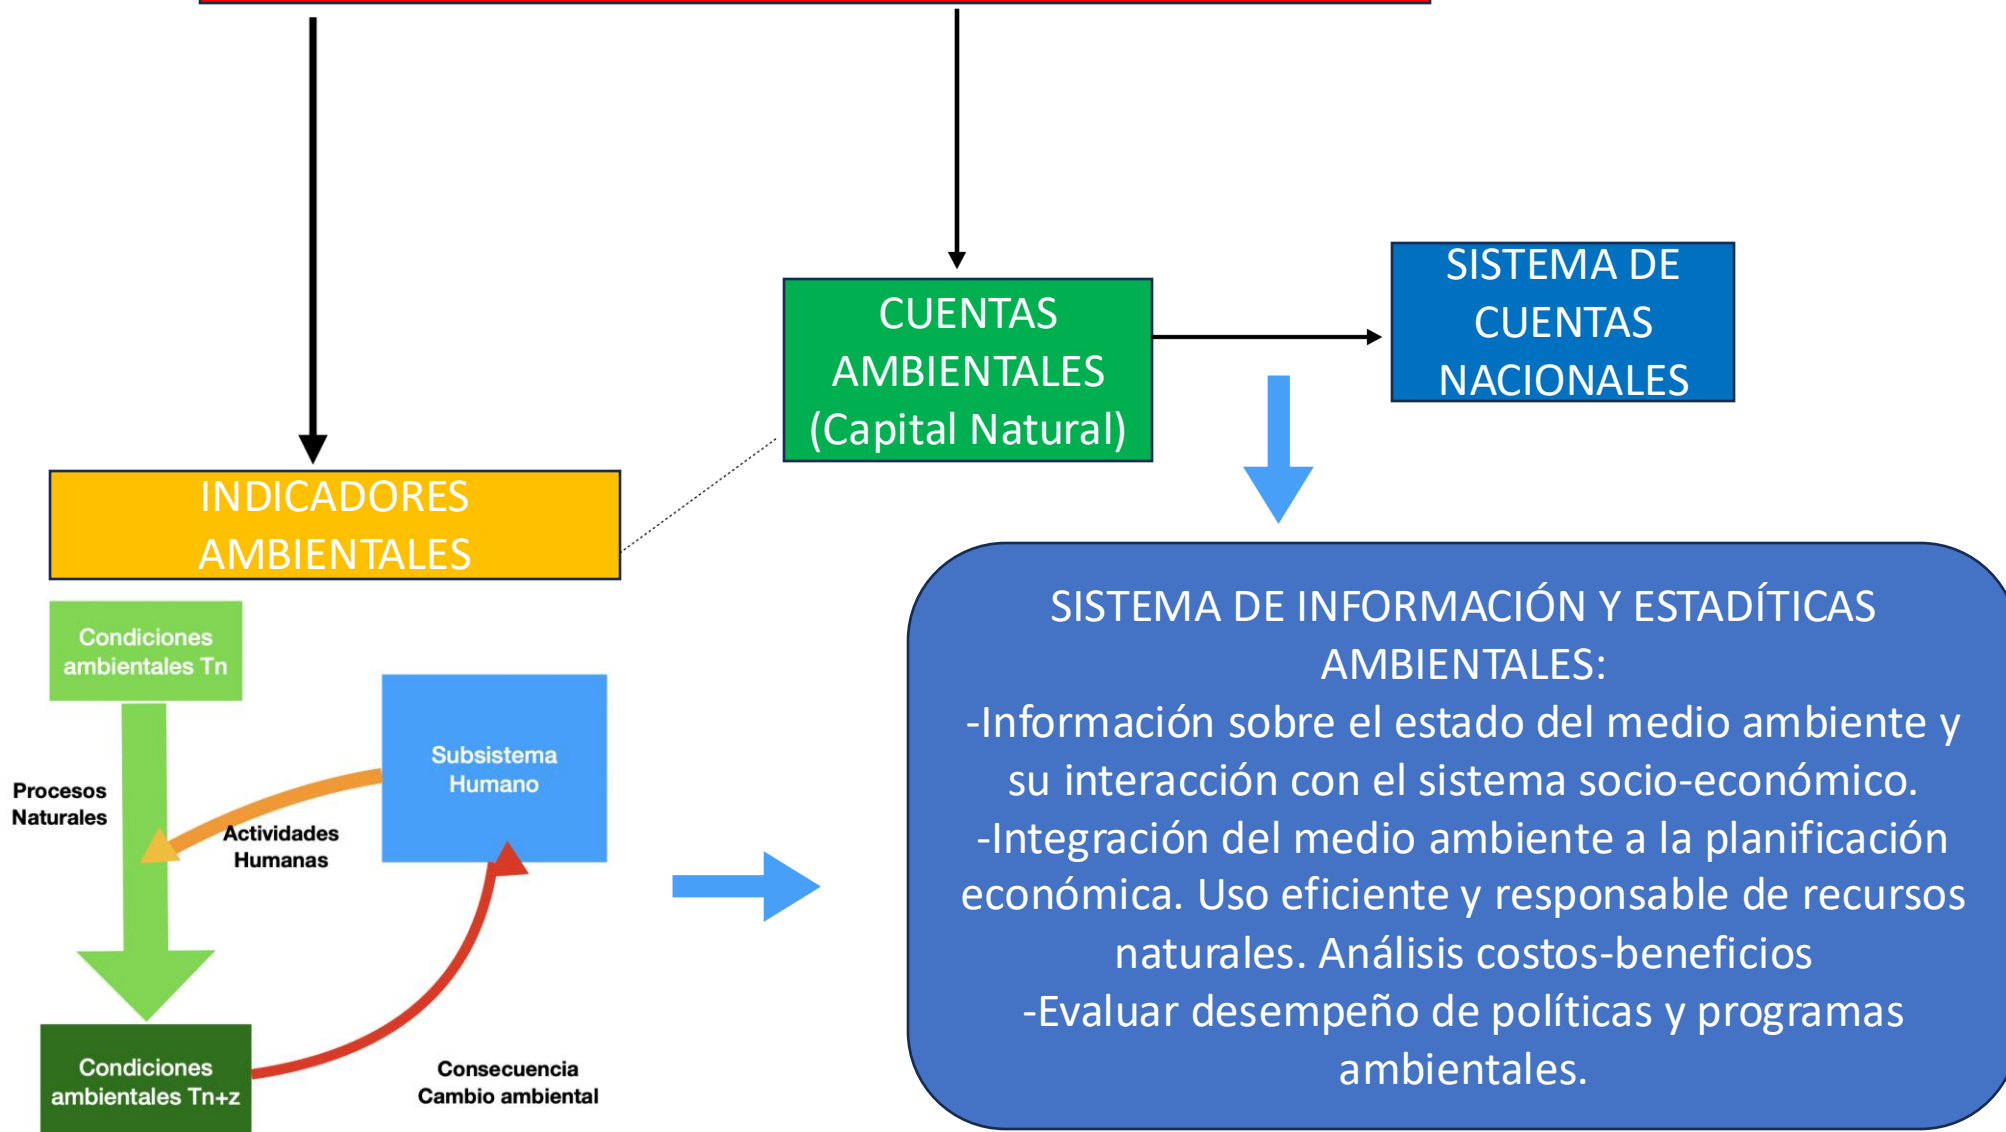 SISTEMA DE
CUENTAS
NACIONALES
CUENTAS
AMBIENTALES
(Capital Natural)
INDICADORES
AMBIENTALES
Condiciones
ambientales Tn
Subsistema
Humano
Procesos
Naturales
Actividades
Humanas
Condiciones
ambientales Tn+z
Consecuencia
Cambio ambiental
SISTEMA DE INFORMACIÓN Y ESTADÍTICAS
AMBIENTALES:
-Información sobre el estado del medio ambiente y
su interacción con el sistema socio-económico.
-Integración del medio ambiente a la planificación
económica. Uso eficiente y responsable de recursos
naturales. Análisis costos-beneficios
-Evaluar desempeño de políticas y programas
ambientales.